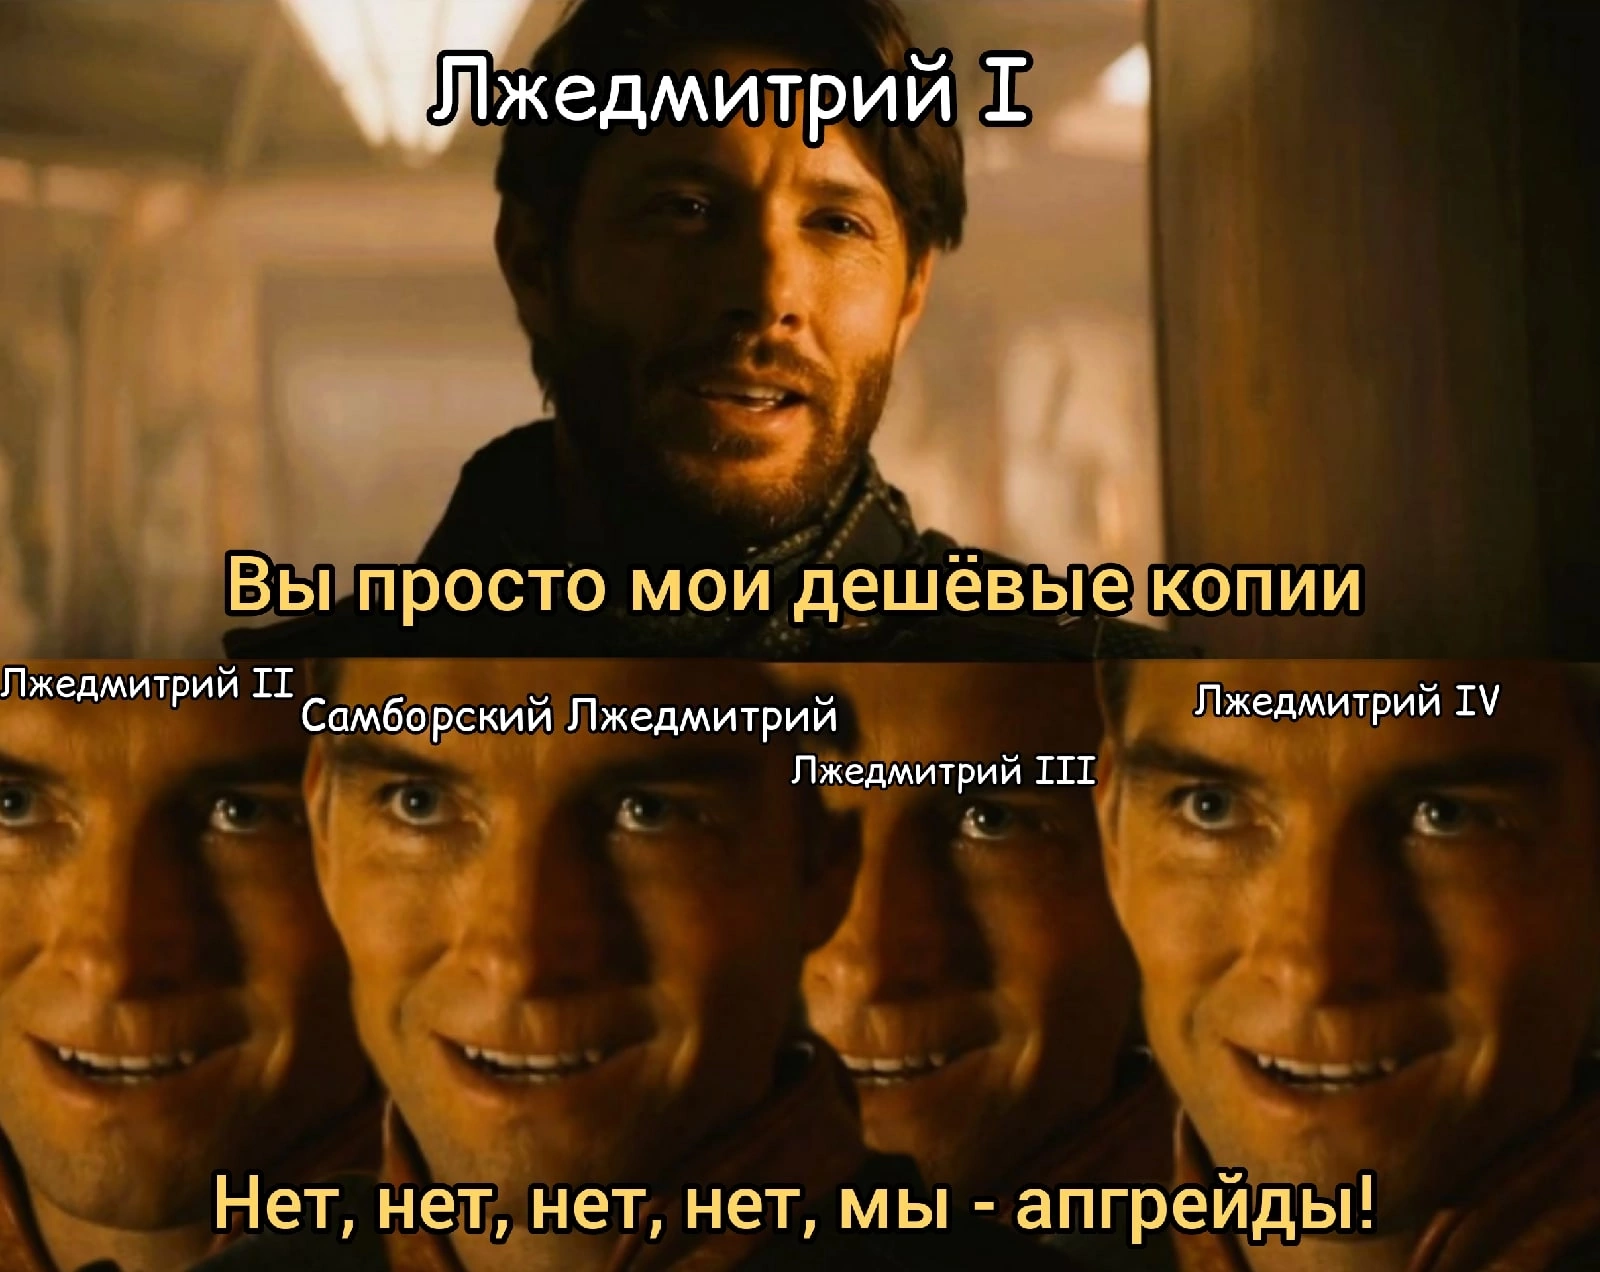 Лжедмитрий I
Вы просто мои дешёвые копии
Лжедмитрий II
Самборский Лжедмитрий
Лжедмитрий III
Лжедмитрий IV
Нет, нет, нет, нет, мы - апгрейды!